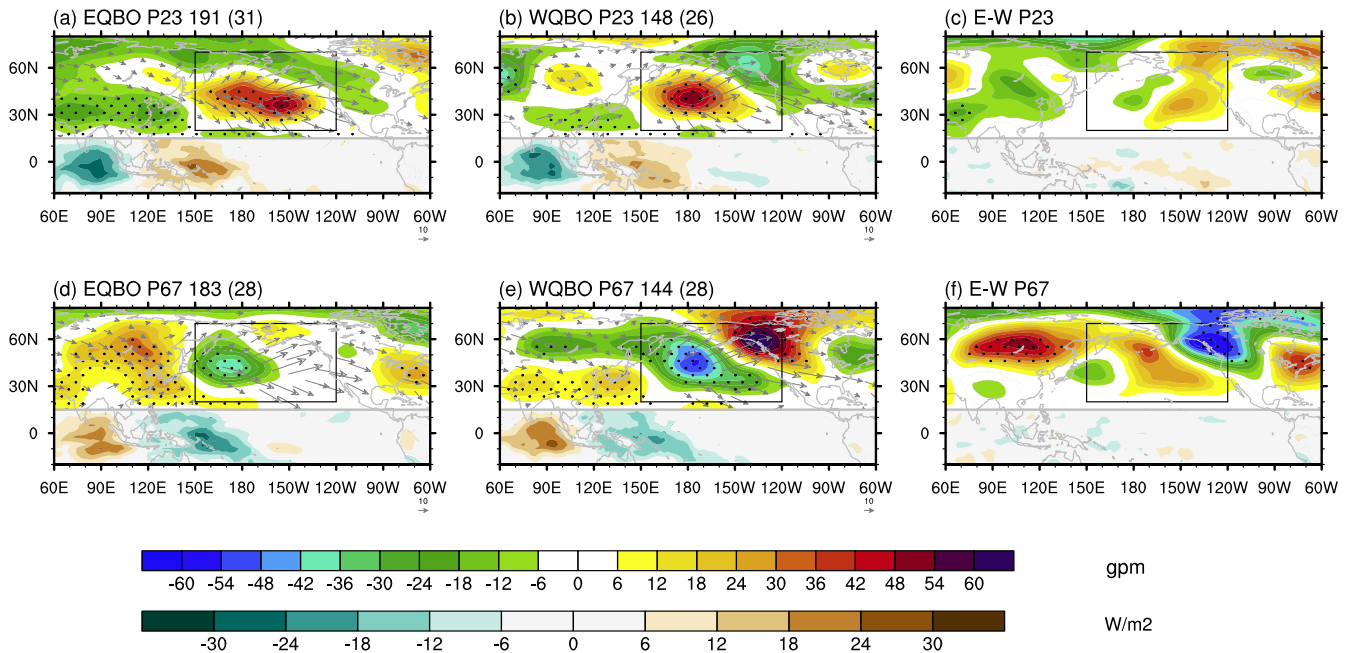 (a) EQBO P23 191 (31)
(b) WQBO P23 148 (26)
(c) E-W P23
60N
30N
0
60E 90E 120E 150E 180 150W 120W 90W 60W
10
60N
30N
0
60E 90E 120E 150E 180 150W 120W 90W 60W
10
60N
30N
0
60E 90E 120E 150E 180 150W 120W 90W 60W
(d) EQBO P67 183 (28)
(e) WQBO P67 144 (28)
(f) E-W P67
60N
30N
0
60E 90E 120E 150E 180 150W 120W 90W 60W
10
60N
30N
0
60E 90E 120E 150E 180 150W 120W 90W 60W
10
60N
30N
0
60E 90E 120E 150E 180 150W 120W 90W 60W
-60 -54 -48 -42 -36 -30 -24 -18 -12 -6 0 6 12 18 24 30 36 42 48 54 60
gpm
-30 -24 -18 -12 -6 0 6 12 18 24 30
W/m2